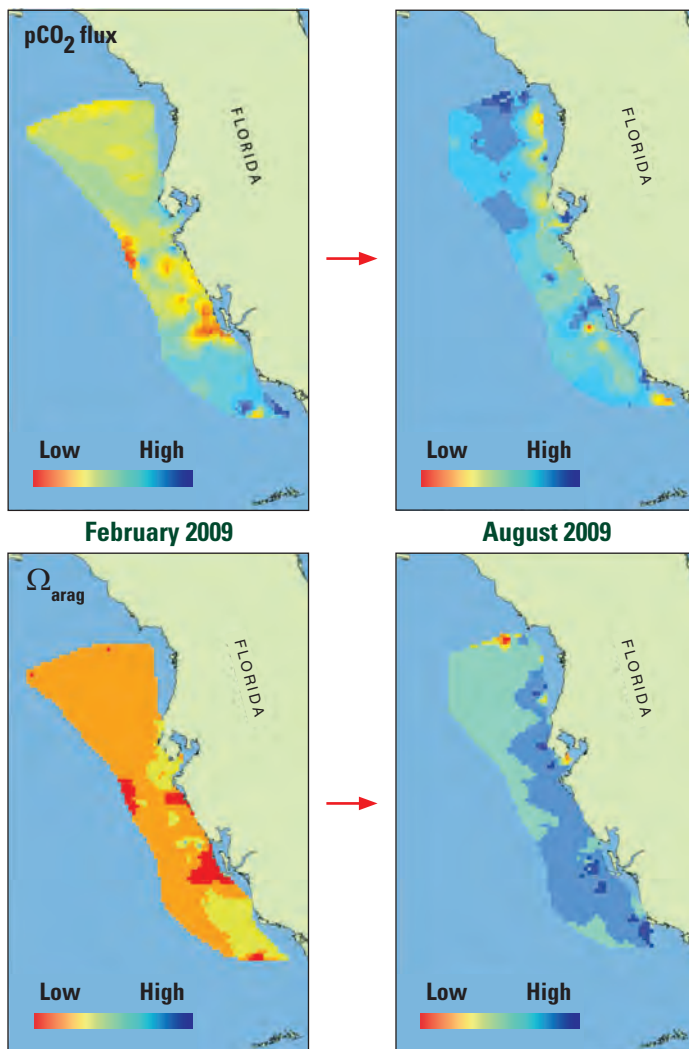 pCO₂ flux
FLORIDA
FLORIDA
Low High
Low High
February 2009
August 2009
Ωarag
FLORIDA
FLORIDA
Low High
Low High